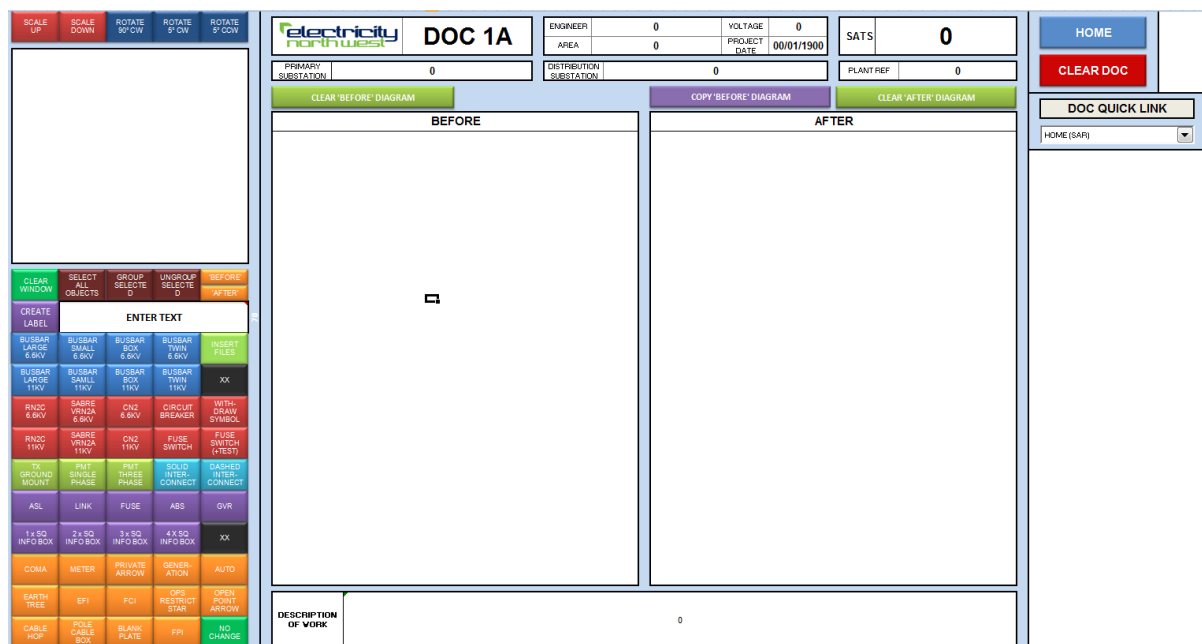 SCALE UP
SCALE DOWN
ROTATE 90° CW
ROTATE 5° CW
ROTATE 5° CCW
electricity northwest
DOC 1A
ENGINEER 0 VOLTAGE 0
AREA 0 PROJECT DATE 00/01/1900
SATS 0
HOME
PRIMARY SUBSTATION 0
DISTRIBUTION SUBSTATION 0
PLANT REF 0
CLEAR DOC
CLEAR 'BEFORE' DIAGRAM
COPY 'BEFORE' DIAGRAM
CLEAR 'AFTER' DIAGRAM
DOC QUICK LINK
HOME (SAR)
BEFORE
AFTER
CLEAR WINDOW
SELECT ALL OBJECTS
GROUP SELECTE D
UNGROUP SELECTE D
'BEFORE'
'AFTER'
CREATE LABEL
ENTER TEXT
BUSBAR LARGE 6.6KV
BUSBAR SMALL 6.6KV
BUSBAR BOX 6.6KV
BUSBAR TWIN 6.6KV
INSERT FILES
BUSBAR LARGE 11KV
BUSBAR SAMLL 11KV
BUSBAR BOX 11KV
BUSBAR TWIN 11KV
XX
RN2C 6.6KV
SABRE VRN2A 6.6KV
CN2 6.6KV
CIRCUIT BREAKER
WITH- DRAW SYMBOL
RN2C 11KV
SABRE VRN2A 11KV
CN2 11KV
FUSE SWITCH
FUSE SWITCH (+TEST)
TX GROUND MOUNT
PMT SINGLE PHASE
PMT THREE PHASE
SOLID INTER- CONNECT
DASHED INTER- CONNECT
ASL
LINK
FUSE
ABS
GVR
1 x SQ INFO BOX
2 x SQ INFO BOX
3 x SQ INFO BOX
4 X SQ INFO BOX
XX
COMA
METER
PRIVATE ARROW
GENER- ATION
AUTO
EARTH TREE
EFI
FCI
OPS RESTRICT STAR
OPEN POINT ARROW
CABLE HOP
POLE CABLE BOX
BLANK PLATE
FPI
NO CHANGE
DESCRIPTION OF WORK
0